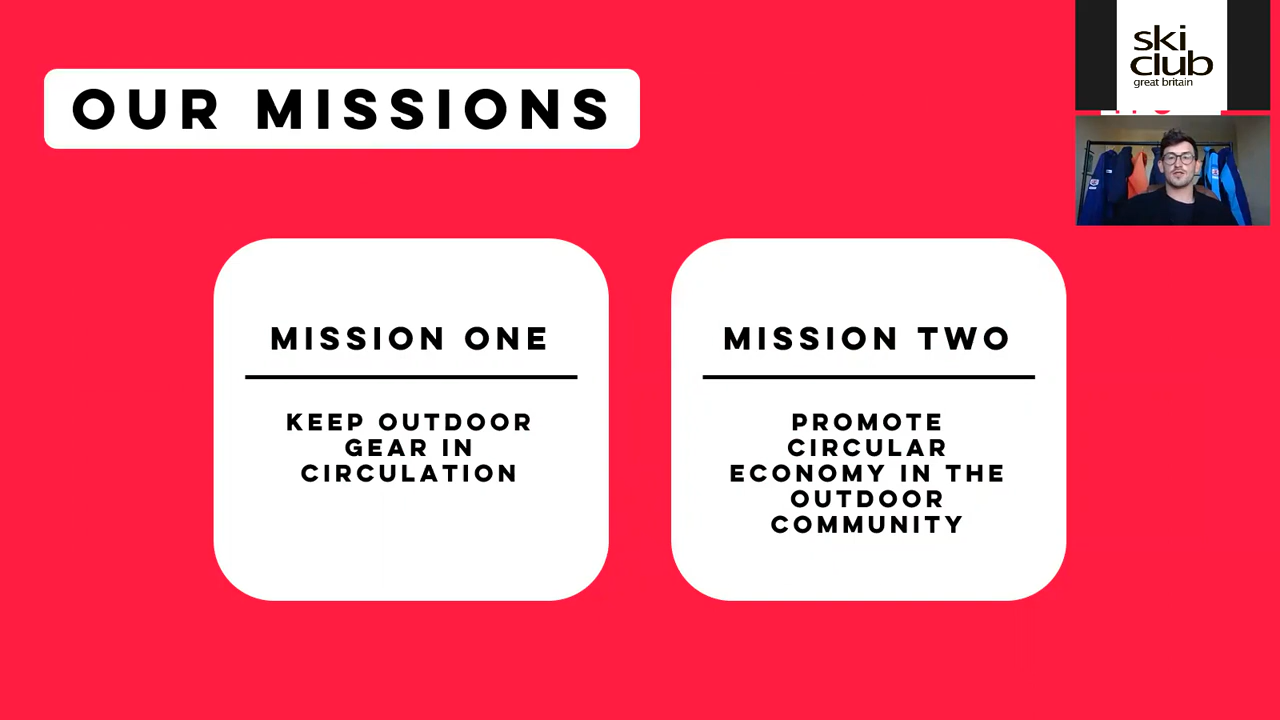 OUR MISSIONS
ski
club
great britain
MISSION ONE
KEEP OUTDOOR
GEAR IN
CIRCULATION
MISSION TWO
PROMOTE
CIRCULAR
ECONOMY IN THE
OUTDOOR
COMMUNITY